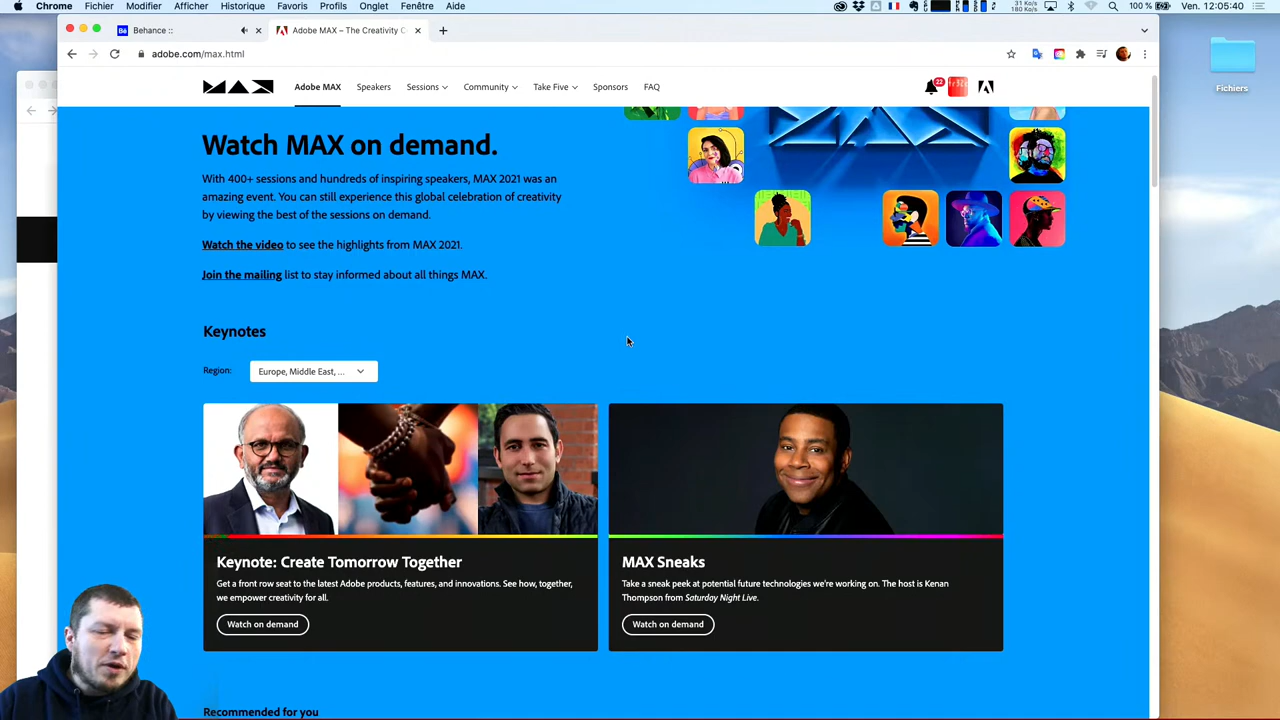 Chrome Fichier Modifier Afficher Historique Favoris Profils Onglet Fenêtre Aide
31 Ko/s
180 Ko/s
100 % Ven. 12:05:40
Behance ::
Adobe MAX – The Creativity C
adobe.com/max.html
Fichiers
MAX
Adobe MAX Speakers Sessions Community Take Five Sponsors FAQ
22
Watch MAX on demand.
With 400+ sessions and hundreds of inspiring speakers, MAX 2021 was an
amazing event. You can still experience this global celebration of creativity
by viewing the best of the sessions on demand.
Watch the video to see the highlights from MAX 2021.
Join the mailing list to stay informed about all things MAX.
Keynotes
Region: Europe, Middle East, ...
Keynote: Create Tomorrow Together
Get a front row seat to the latest Adobe products, features, and innovations. See how, together,
we empower creativity for all.
Watch on demand
MAX Sneaks
Take a sneak peek at potential future technologies we're working on. The host is Kenan
Thompson from Saturday Night Live.
Watch on demand
Recommended for you